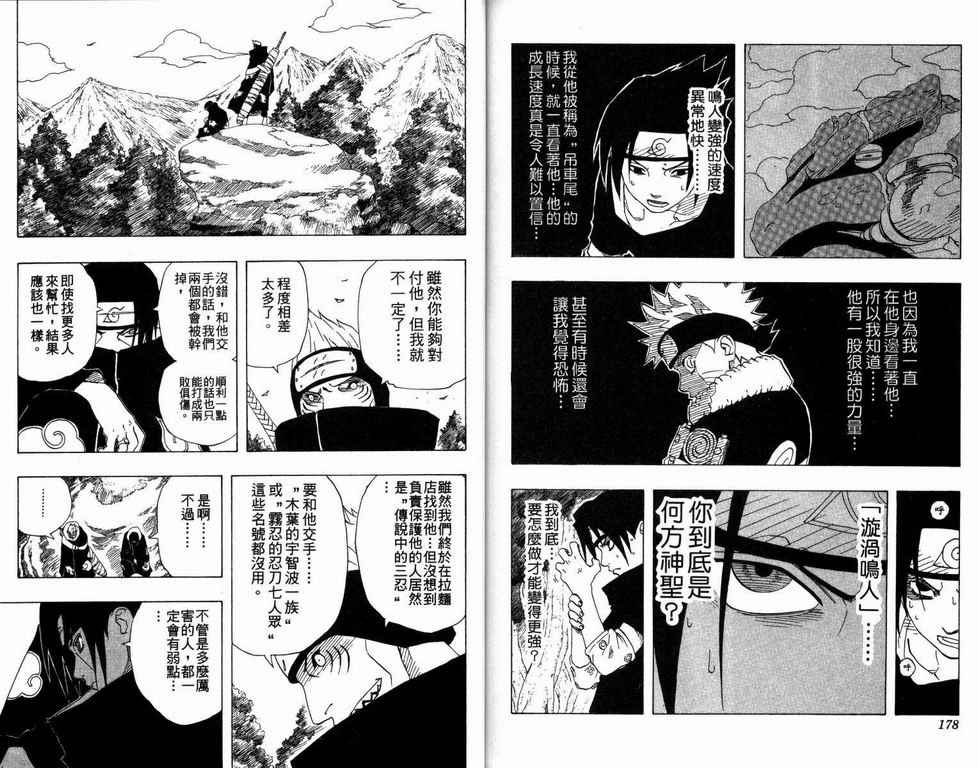 鳴人變強的速度
異常地快……
我從他被稱為〞吊車尾〝的
時候，就一直看著他…他的
成長速度真是令人難以置信…
也因為我一直
在他身邊看著他…
所以我知道……
他有一股很強的力量…
甚至有時候還會
讓我覺得恐怖…
呼
呼
「漩渦鳴人」……
你到底是
何方神聖？
我到底…
要怎麼做才能變得更強？
178
雖然你能夠對
付他，但我就
不一定了……
程度相差
太多了。
沒錯，和他交
手的話，我們
兩個都會被幹
掉，
順利一點
的話也只
能打成兩
敗俱傷。
即使找更多人
來幫忙，結果
應該也一樣。
雖然我們終於在拉麵
店找到他…但沒想到
負責保護他的人居然
是〞傳說中的三忍〝
…
要和他交手……
〞木葉的宇智波一族〝
或〞霧忍的忍刀七人眾〝
這些名號都沒用。
是啊……
不過……
………
不管是多麼厲
害的人，都一
定會有弱點…
…